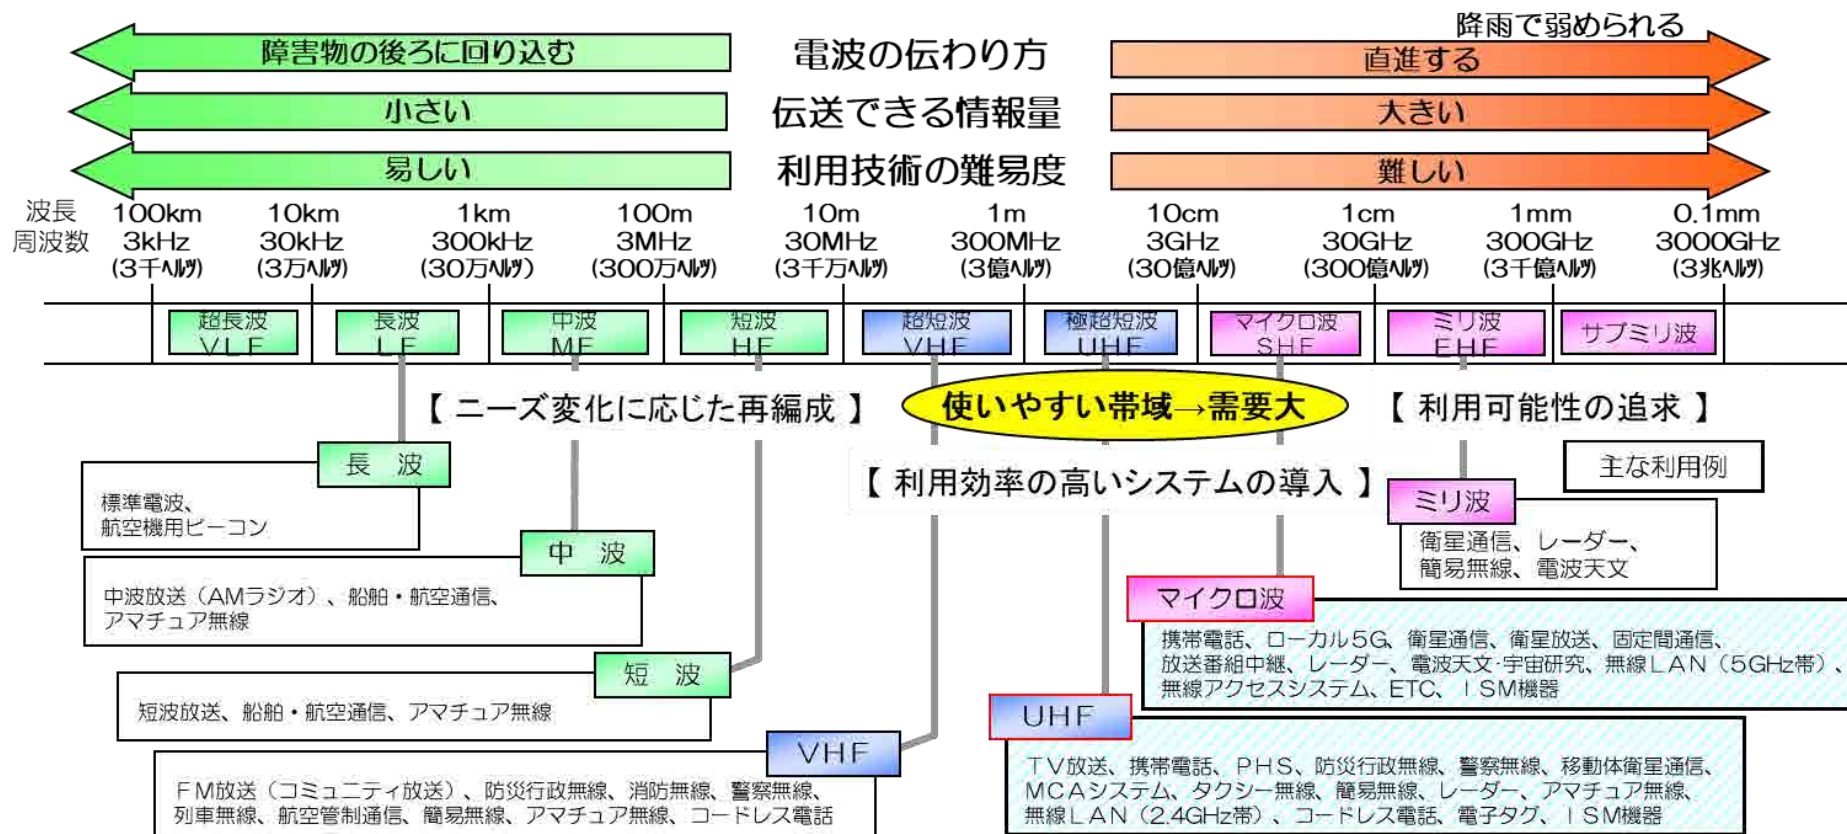 降雨で弱められる
障害物の後ろに回り込む 電波の伝わり方 直進する
小さい 伝送できる情報量 大きい
易しい 利用技術の難易度 難しい
波長 100km 10km 1km 100m 10m 1m 10cm 1cm 1mm 0.1mm
周波数 3kHz 30kHz 300kHz 3MHz 30MHz 300MHz 3GHz 30GHz 300GHz 3000GHz
(3千ヘルツ) (3万ヘルツ) (30万ヘルツ) (300万ヘルツ) (3千万ヘルツ) (3億ヘルツ) (30億ヘルツ) (300億ヘルツ) (3千億ヘルツ) (3兆ヘルツ)
超長波 長波 中波 短波 超短波 極超短波 マイクロ波 ミリ波 サブミリ波
VLF LF MF HF VHF UHF SHF EHF
【 ニーズ変化に応じた再編成 】 使いやすい帯域→需要大 【 利用可能性の追求 】
【 利用効率の高いシステムの導入 】
主な利用例
長 波
標準電波、
航空機用ビーコン
中 波
中波放送（AMラジオ）、船舶・航空通信、
アマチュア無線
短 波
短波放送、船舶・航空通信、アマチュア無線
VHF
FM放送（コミュニティ放送）、防災行政無線、消防無線、警察無線、
列車無線、航空管制通信、簡易無線、アマチュア無線、コードレス電話
ミリ波
衛星通信、レーダー、
簡易無線、電波天文
マイクロ波
携帯電話、ローカル5G、衛星通信、衛星放送、固定間通信、
放送番組中継、レーダー、電波天文・宇宙研究、無線LAN（5GHz帯）、
無線アクセスシステム、ETC、ISM機器
UHF
TV放送、携帯電話、PHS、防災行政無線、警察無線、移動体衛星通信、
MCAシステム、タクシー無線、簡易無線、レーダー、アマチュア無線、
無線LAN（2.4GHz帯）、コードレス電話、電子タグ、ISM機器